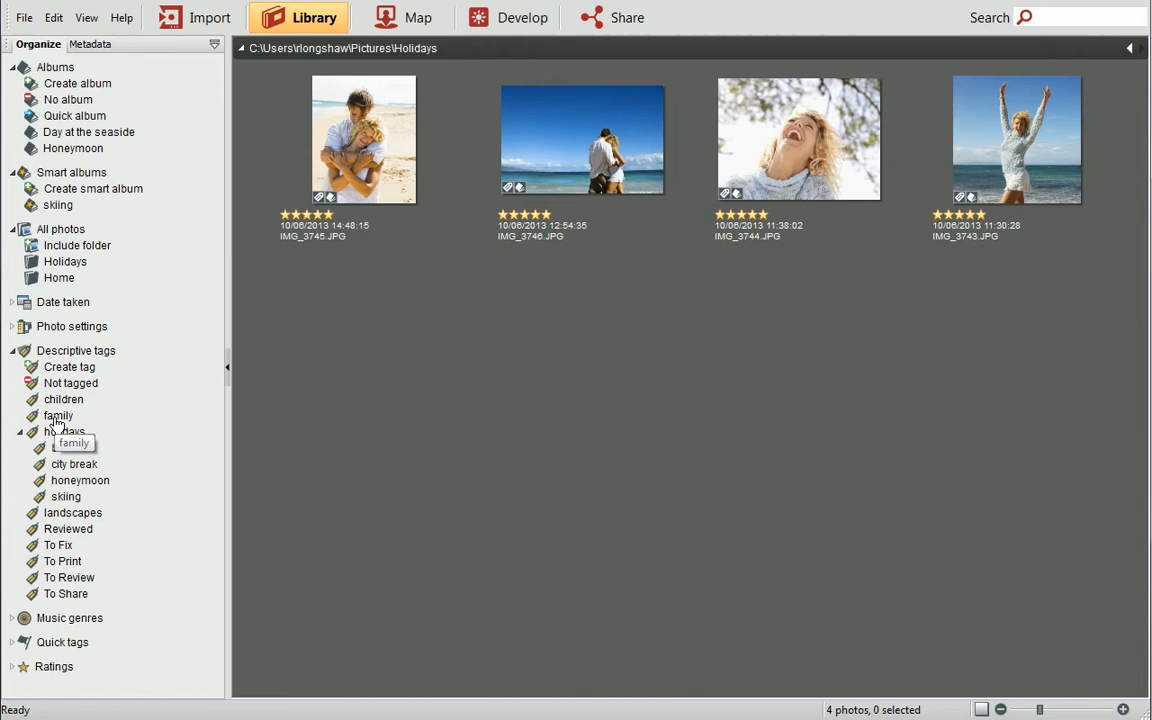 File Edit View Help Import Library Map Develop Share Search
Organize Metadata
C:\Users\rlongshaw\Pictures\Holidays
Albums
Create album
No album
Quick album
Day at the seaside
Honeymoon
Smart albums
Create smart album
skiing
All photos
Include folder
Holidays
Home
Date taken
Photo settings
Descriptive tags
Create tag
Not tagged
children
family
holidays
family
city break
honeymoon
skiing
landscapes
Reviewed
To Fix
To Print
To Review
To Share
Music genres
Quick tags
Ratings
10/06/2013 14:48:15
IMG_3745.JPG
10/06/2013 12:54:35
IMG_3746.JPG
10/06/2013 11:38:02
IMG_3744.JPG
10/06/2013 11:30:28
IMG_3743.JPG
Ready
4 photos, 0 selected